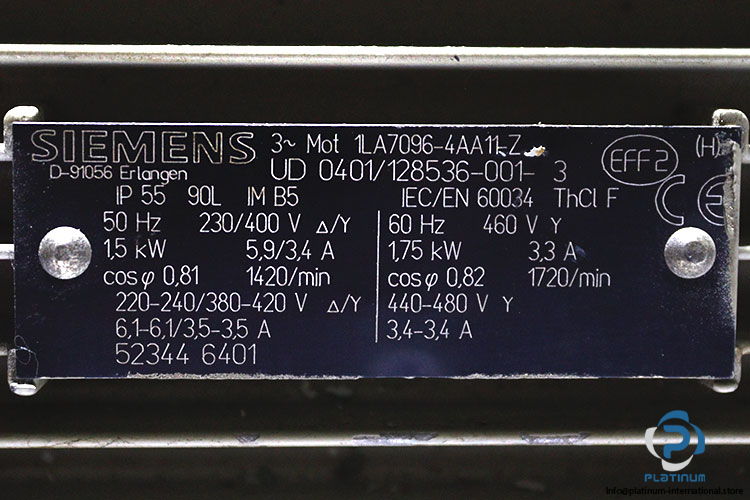 SIEMENS 3~ Mot 1LA7096-4AA11-Z
D-91056 Erlangen UD 0401/128536-001- 3
EFF2 (H)
IP 55 90L IM B5 IEC/EN 60034 ThCl F CE
50 Hz 230/400 V △/Y
1,5 kW 5,9/3,4 A
cosφ 0,81 1420/min
220-240/380-420 V △/Y
6,1-6,1/3,5-3,5 A
52344 6401
60 Hz 460 V Y
1,75 kW 3,3 A
cosφ 0,82 1720/min
440-480 V Y
3,4-3,4 A
PLATINUM
Info@platinum-international.store